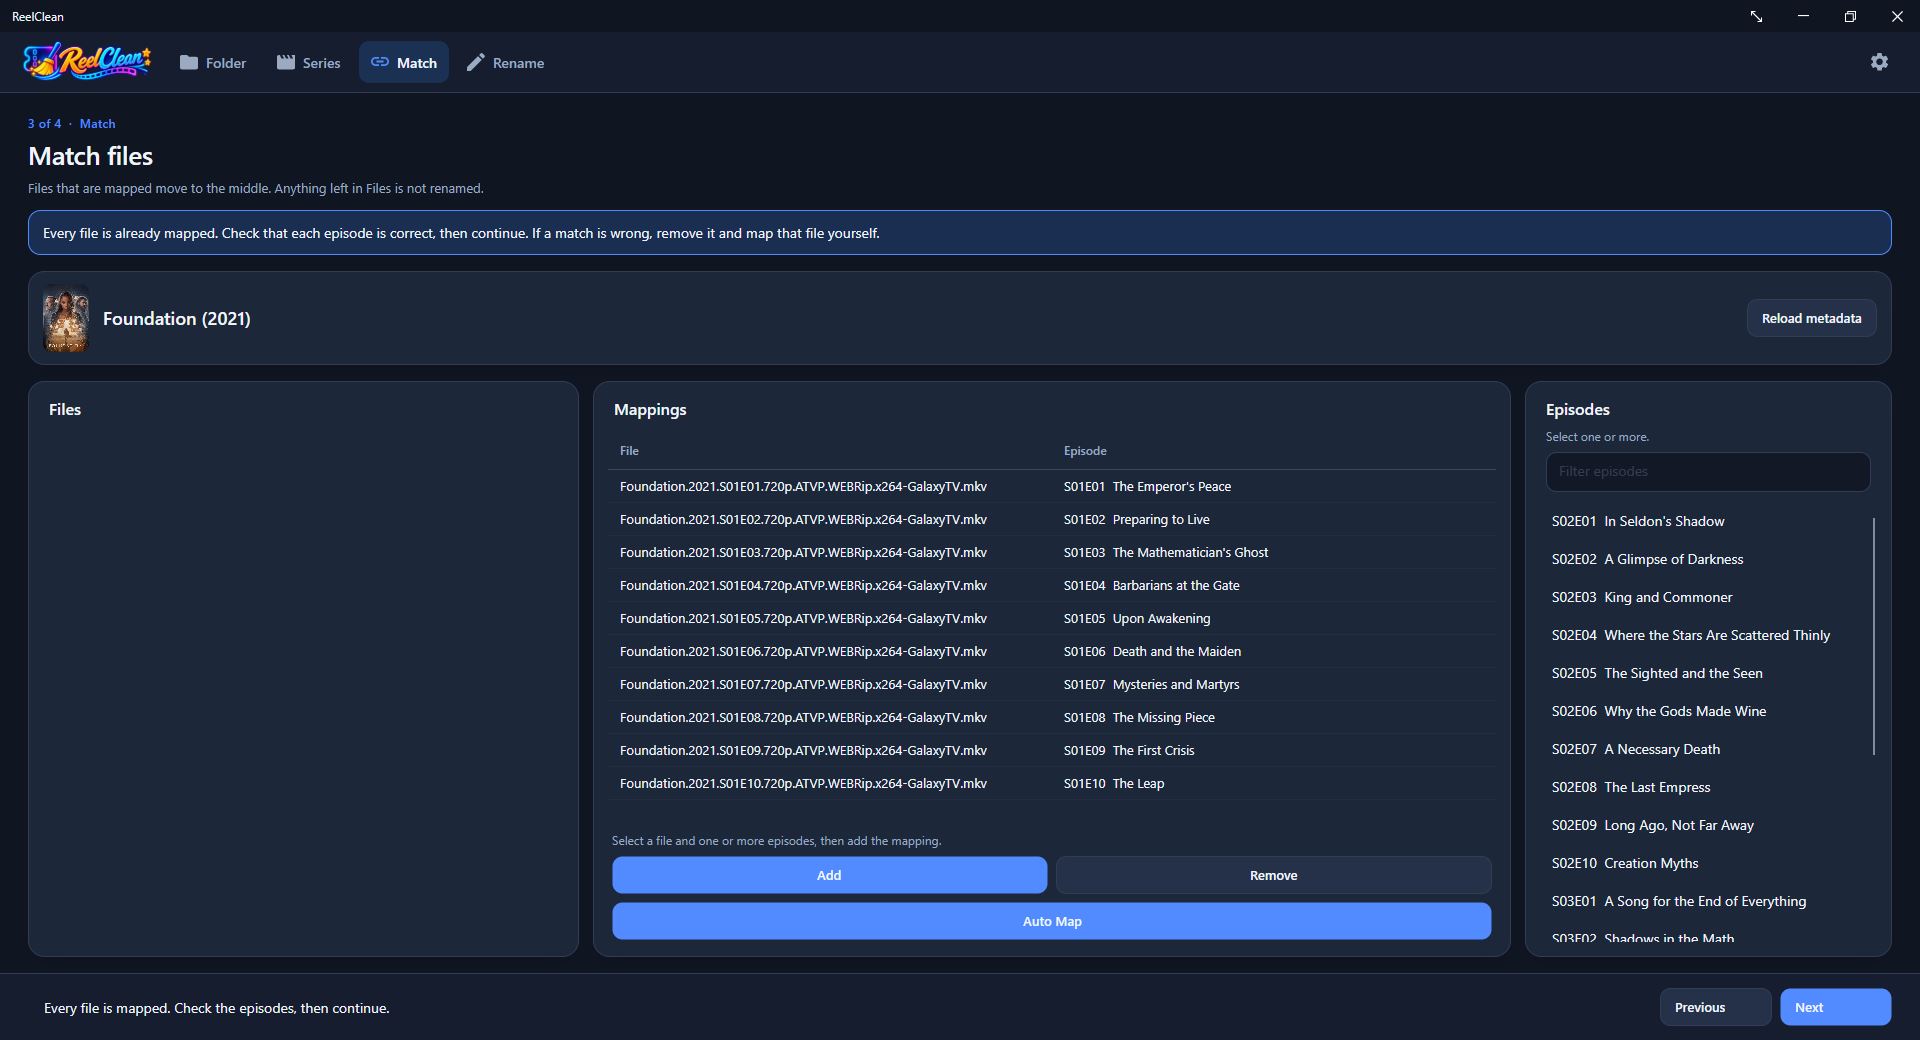 ReelClean
ReelClean
Folder
Series
Match
Rename
3 of 4 · Match
Match files
Files that are mapped move to the middle. Anything left in Files is not renamed.
Every file is already mapped. Check that each episode is correct, then continue. If a match is wrong, remove it and map that file yourself.
Foundation (2021)
Reload metadata
Files
Mappings
File Episode
Foundation.2021.S01E01.720p.ATVP.WEBRip.x264-GalaxyTV.mkv S01E01 The Emperor's Peace
Foundation.2021.S01E02.720p.ATVP.WEBRip.x264-GalaxyTV.mkv S01E02 Preparing to Live
Foundation.2021.S01E03.720p.ATVP.WEBRip.x264-GalaxyTV.mkv S01E03 The Mathematician's Ghost
Foundation.2021.S01E04.720p.ATVP.WEBRip.x264-GalaxyTV.mkv S01E04 Barbarians at the Gate
Foundation.2021.S01E05.720p.ATVP.WEBRip.x264-GalaxyTV.mkv S01E05 Upon Awakening
Foundation.2021.S01E06.720p.ATVP.WEBRip.x264-GalaxyTV.mkv S01E06 Death and the Maiden
Foundation.2021.S01E07.720p.ATVP.WEBRip.x264-GalaxyTV.mkv S01E07 Mysteries and Martyrs
Foundation.2021.S01E08.720p.ATVP.WEBRip.x264-GalaxyTV.mkv S01E08 The Missing Piece
Foundation.2021.S01E09.720p.ATVP.WEBRip.x264-GalaxyTV.mkv S01E09 The First Crisis
Foundation.2021.S01E10.720p.ATVP.WEBRip.x264-GalaxyTV.mkv S01E10 The Leap
Select a file and one or more episodes, then add the mapping.
Add
Remove
Auto Map
Episodes
Select one or more.
Filter episodes
S02E01 In Seldon's Shadow
S02E02 A Glimpse of Darkness
S02E03 King and Commoner
S02E04 Where the Stars Are Scattered Thinly
S02E05 The Sighted and the Seen
S02E06 Why the Gods Made Wine
S02E07 A Necessary Death
S02E08 The Last Empress
S02E09 Long Ago, Not Far Away
S02E10 Creation Myths
S03E01 A Song for the End of Everything
S03E02 Shadows in the Math
Every file is mapped. Check the episodes, then continue.
Previous
Next